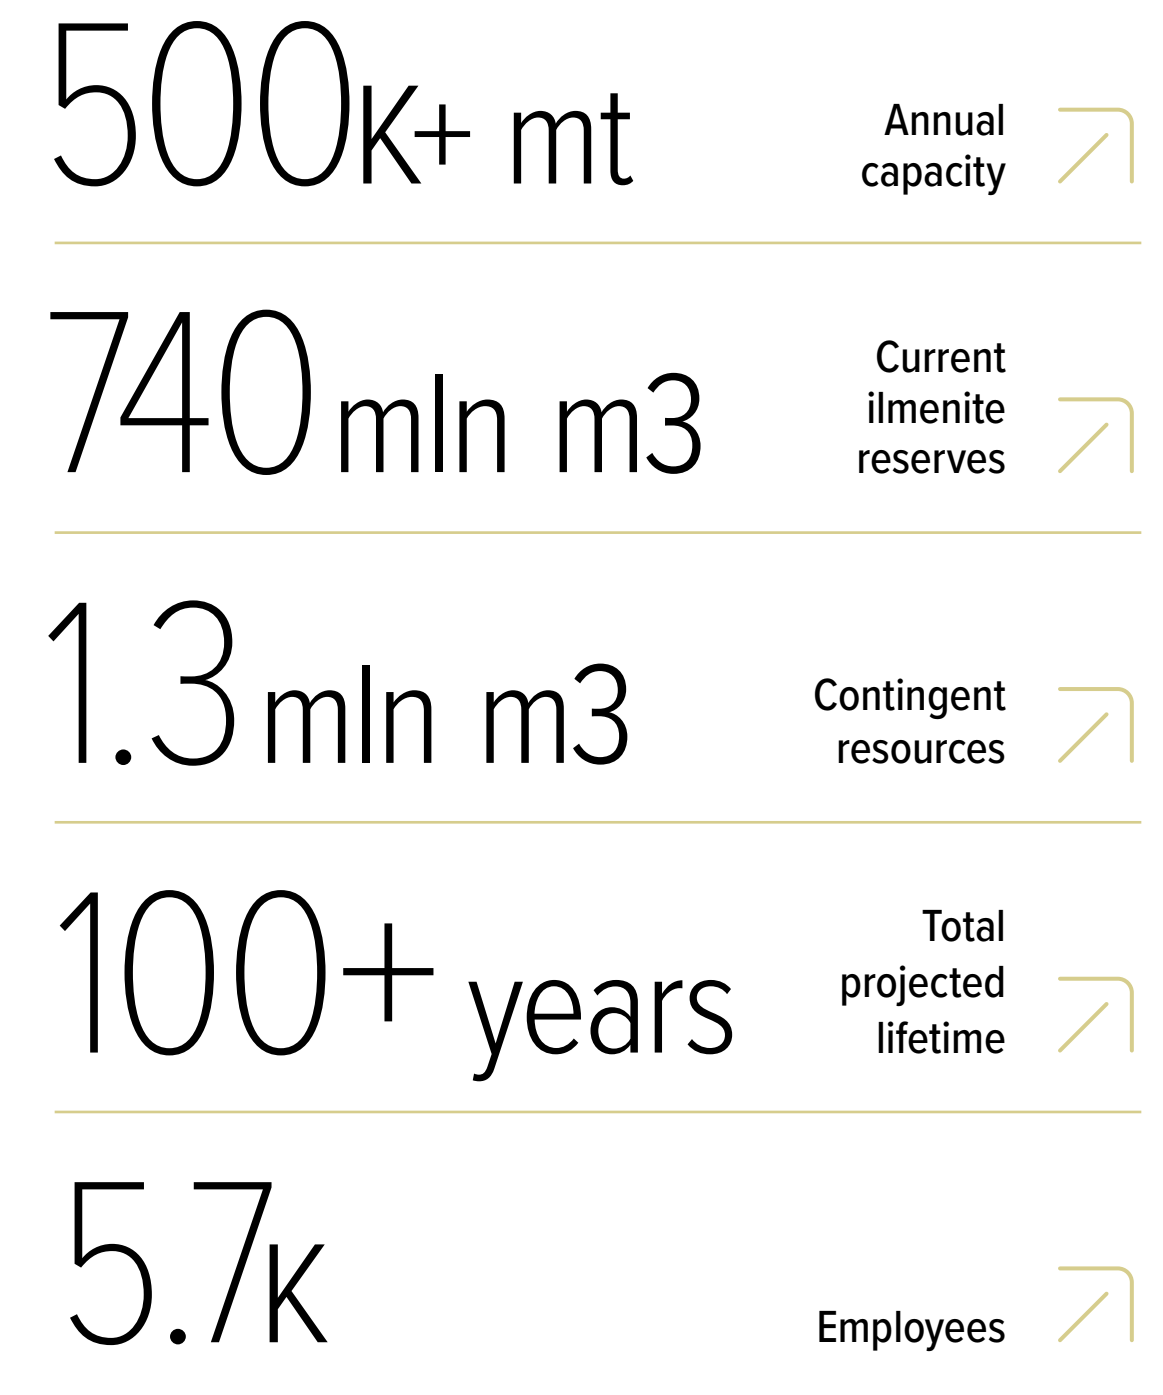 500K+ mt
Annual
capacity
740 mln m3
Current
ilmenite
reserves
1.3 mln m3
Contingent
resources
100+ years
Total
projected
lifetime
5.7K
Employees